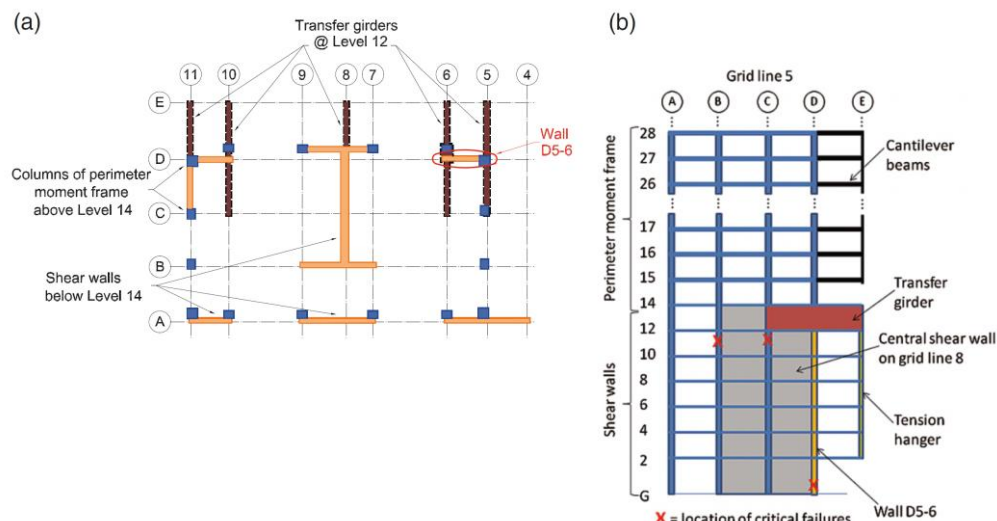 (a)
Transfer girders
@ Level 12
11
10
9
8
7
6
5
4
E
D
C
B
A
Wall
D5-6
Columns of perimeter
moment frame
above Level 14
Shear walls
below Level 14
(b)
Grid line 5
A
B
C
D
E
Perimeter moment frame
28
27
26
17
16
15
14
12
10
8
6
4
2
G
Shear walls
Cantilever
beams
Transfer
girder
Central shear wall
on grid line 8
Tension
hanger
Wall D5-6
X
X
X
X = location of critical failures